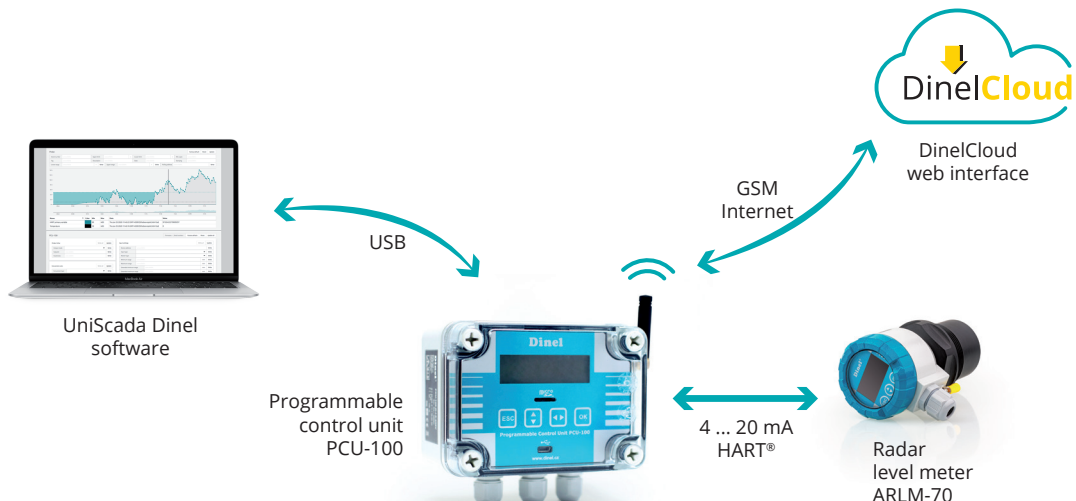 DinelCloud
DinelCloud
web interface
GSM
Internet
USB
UniScada Dinel
software
Dinel
ESC
OK
Programmable Control Unit PCU-100
www.dinel.cz
Programmable
control unit
PCU-100
4 ... 20 mA
HART®
Dinel
Radar
level meter
ARLM-70